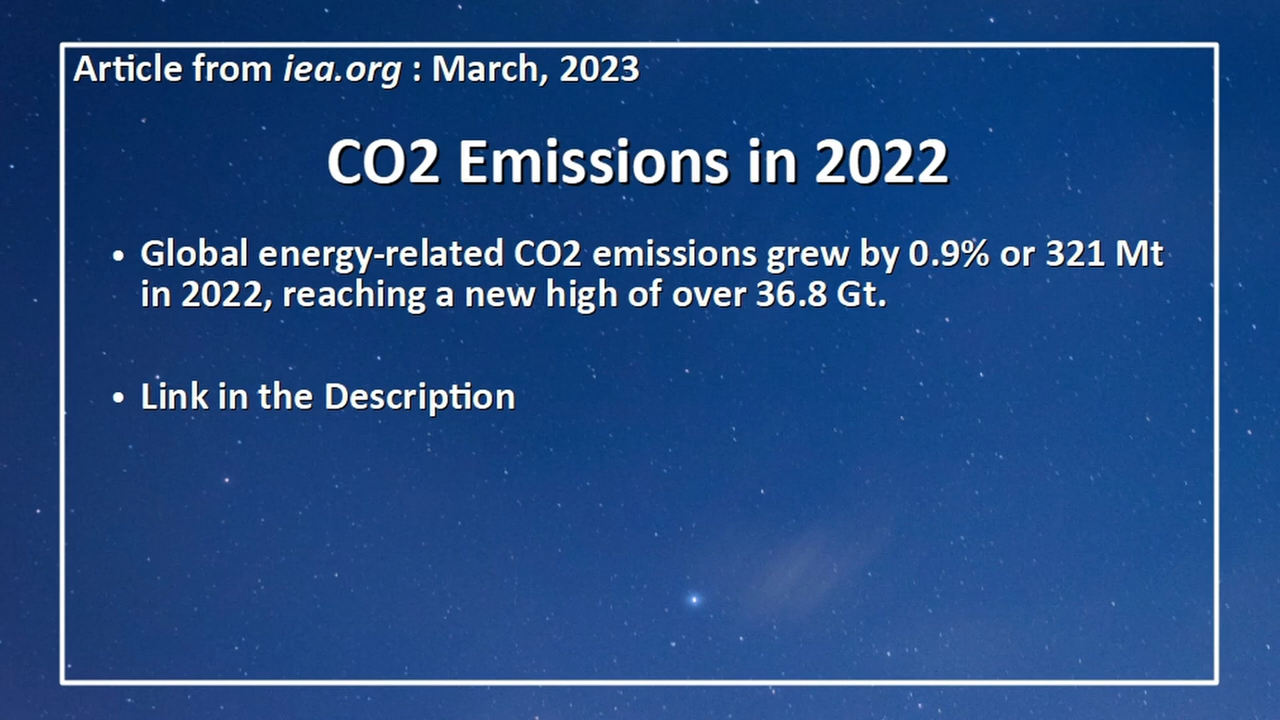 Article from iea.org : March, 2023
CO2 Emissions in 2022
• Global energy-related CO2 emissions grew by 0.9% or 321 Mt
in 2022, reaching a new high of over 36.8 Gt.
• Link in the Description